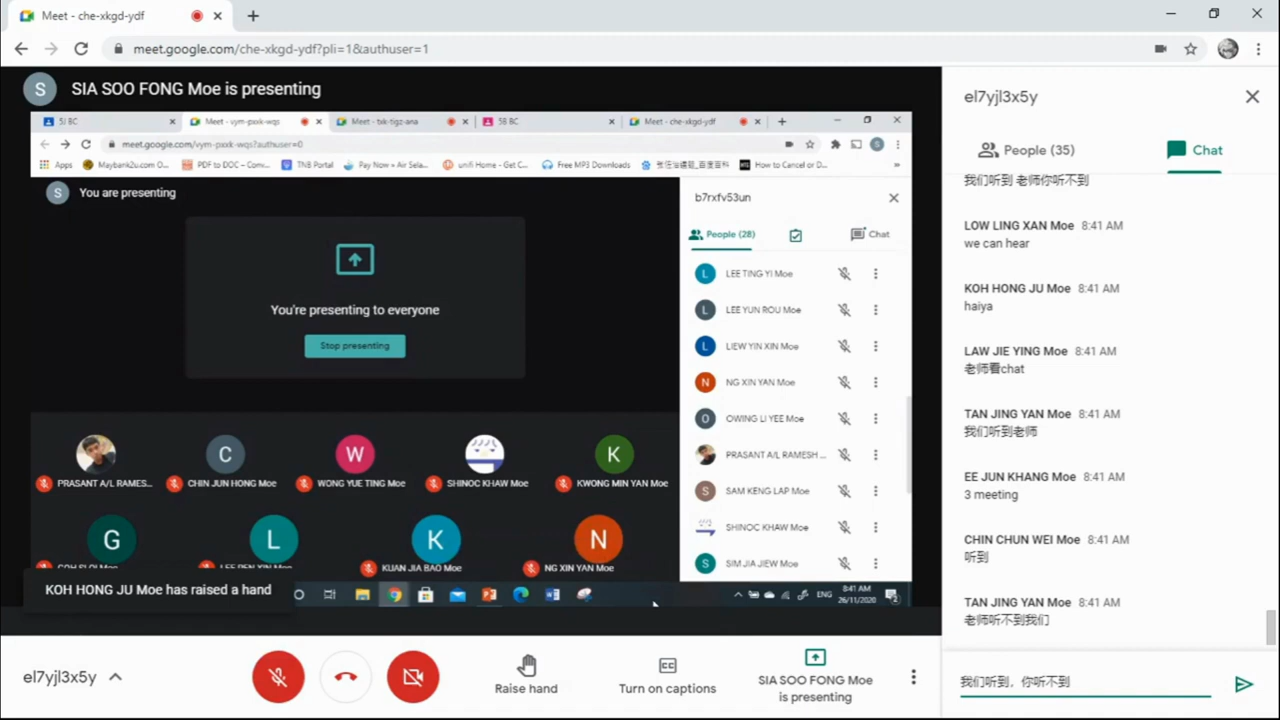 Meet - che-xkgd-ydf
meet.google.com/che-xkgd-ydf?pli=1&authuser=1
S
SIA SOO FONG Moe is presenting
5J BC
Meet - vym-pxxk-wqs
Meet - txk-tigz-ana
5B BC
Meet - che-xkgd-ydf
meet.google.com/vym-pxxk-wqs?authuser=0
S
Apps
Maybank2u.com O...
PDF to DOC – Conv...
TNB Portal
Pay Now • Air Sela...
unifi Home - Get C...
Free MP3 Downloads
How to Cancel or D...
S
You are presenting
You're presenting to everyone
Stop presenting
b7rxfv53un
People (28)
Chat
L
LEE TING YI Moe
L
LEE YUN ROU Moe
L
LIEW YIN XIN Moe
N
NG XIN YAN Moe
O
OWING LI YEE Moe
PRASANT A/L RAMESH ...
S
SAM KENG LAP Moe
SHINOC KHAW Moe
S
SIM JIA JIEW Moe
C
W
K
PRASANT A/L RAMES...
CHIN JUN HONG Moe
WONG YUE TING Moe
SHINOC KHAW Moe
KWONG MIN YAN Moe
G
L
K
N
KUAN JIA BAO Moe
NG XIN YAN Moe
KOH HONG JU Moe has raised a hand
ENG
8:41 AM
26/11/2020
2
el7yjl3x5y
Raise hand
CC
Turn on captions
SIA SOO FONG Moe
is presenting
el7yjl3x5y
People (35)
Chat
我们听到 老师你听不到
LOW LING XAN Moe 8:41 AM
we can hear
KOH HONG JU Moe 8:41 AM
haiya
LAW JIE YING Moe 8:41 AM
老师看chat
TAN JING YAN Moe 8:41 AM
我们听到老师
EE JUN KHANG Moe 8:41 AM
3 meeting
CHIN CHUN WEI Moe 8:41 AM
听到
TAN JING YAN Moe 8:41 AM
老师听不到我们
我们听到，你听不到